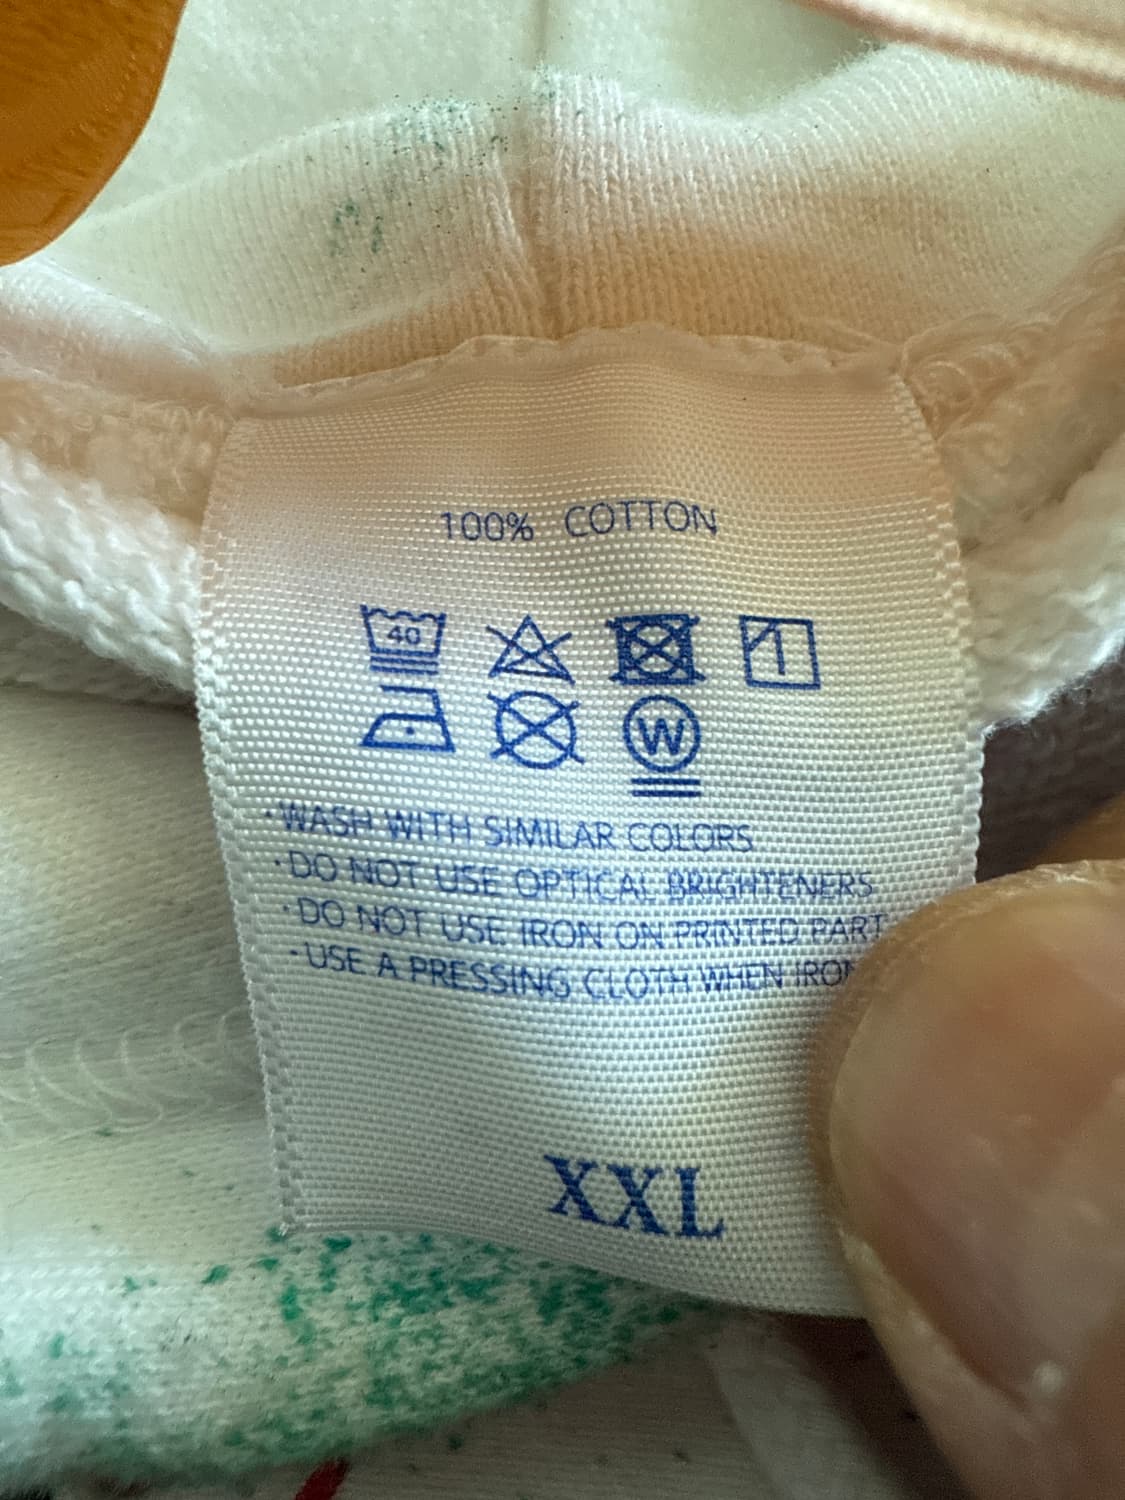 100% COTTON
40
W
·WASH WITH SIMILAR COLORS
·DO NOT USE OPTICAL BRIGHTENERS
·DO NOT USE IRON ON PRINTED PART
·USE A PRESSING CLOTH WHEN
XXL